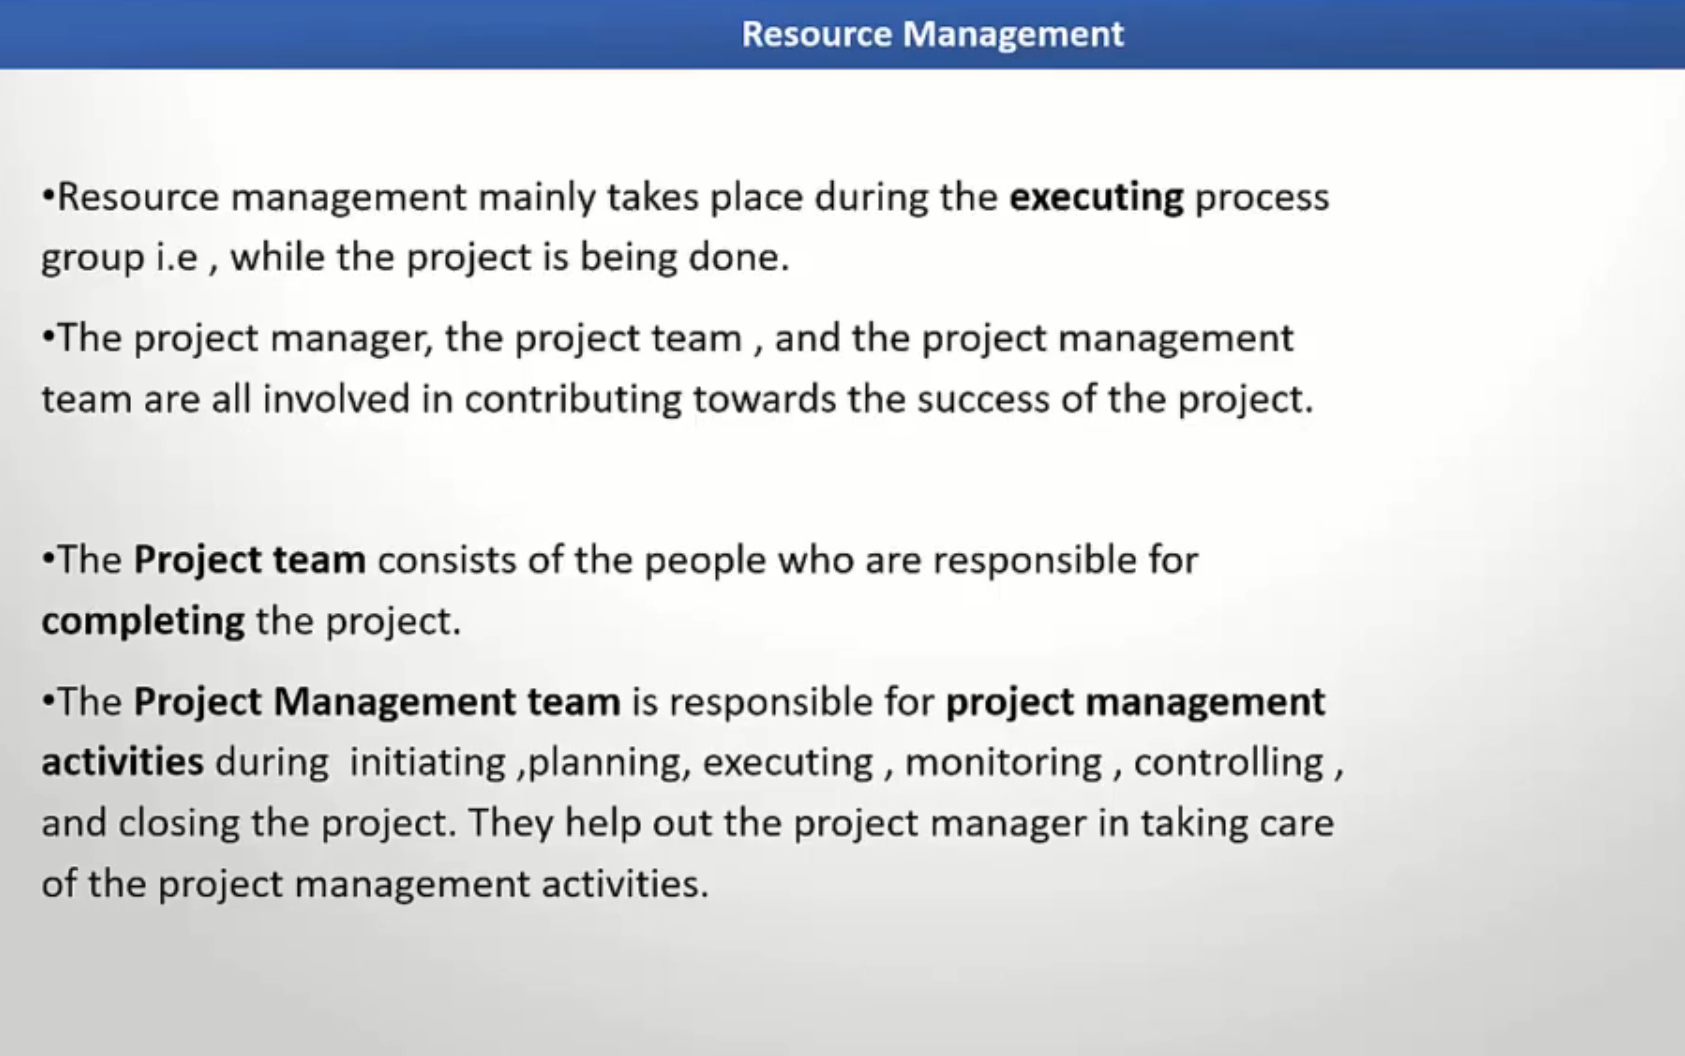 Resource Management
•Resource management mainly takes place during the executing process
group i.e , while the project is being done.
•The project manager, the project team , and the project management
team are all involved in contributing towards the success of the project.
•The Project team consists of the people who are responsible for
completing the project.
•The Project Management team is responsible for project management
activities during  initiating ,planning, executing , monitoring , controlling ,
and closing the project. They help out the project manager in taking care
of the project management activities.